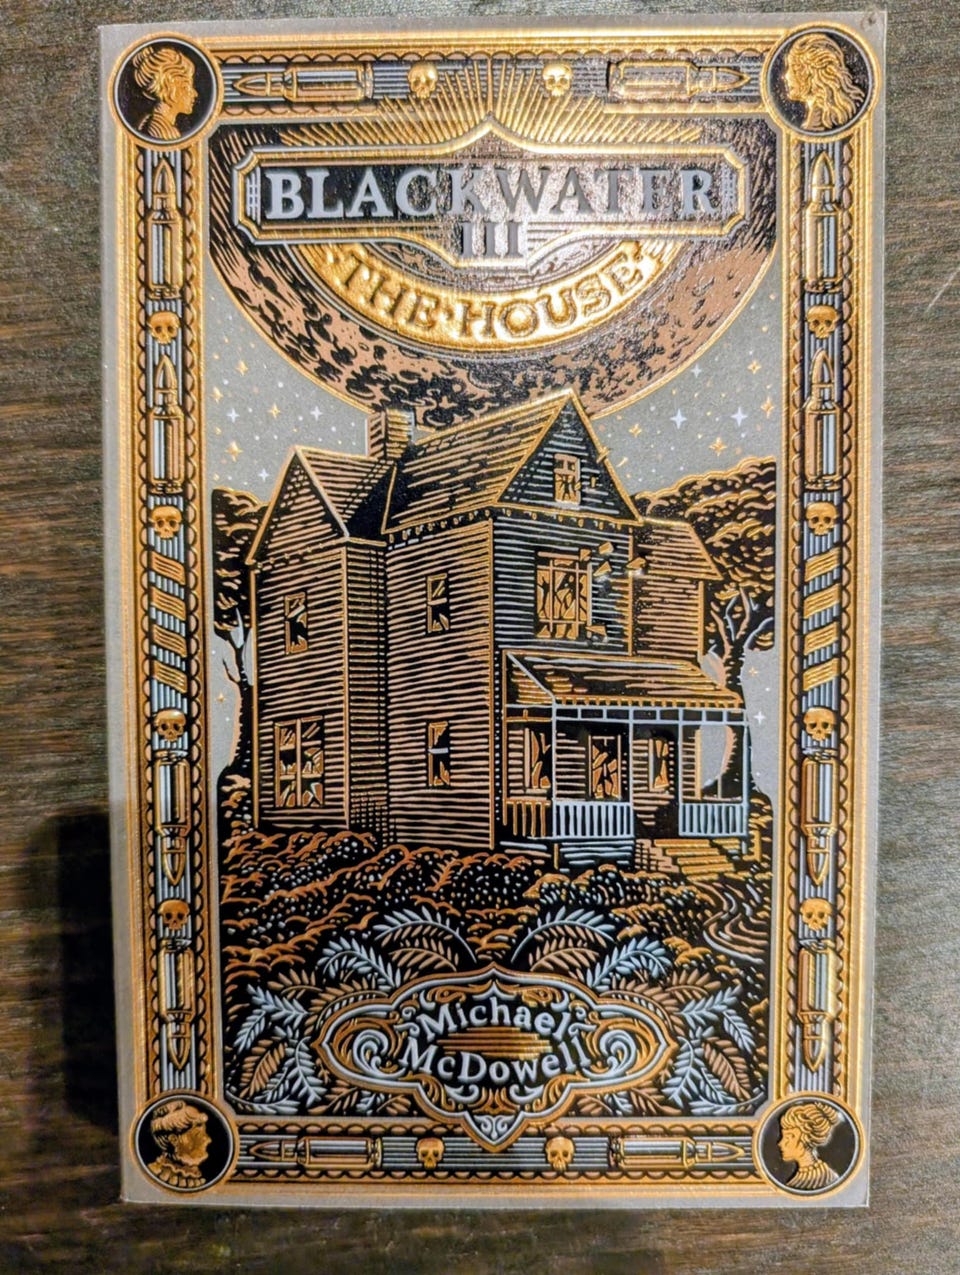 BLACKWATER
III
·THE·HOUSE·
Michael
McDowell